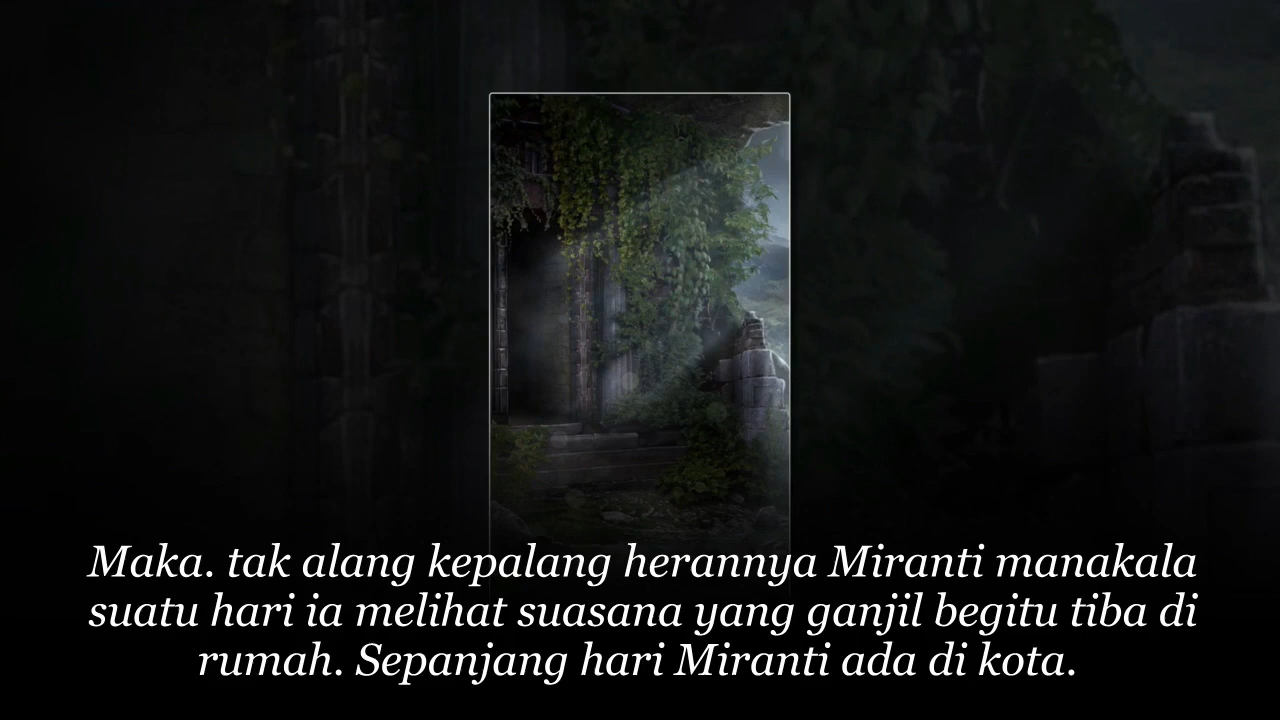 Maka. tak alang kepalang herannya Miranti manakala
suatu hari ia melihat suasana yang ganjil begitu tiba di
rumah. Sepanjang hari Miranti ada di kota.